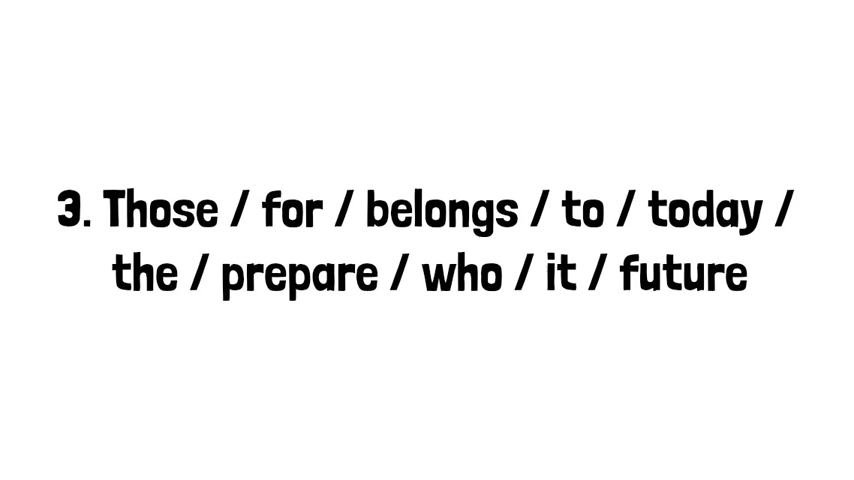 3. Those / for / belongs / to / today /
the / prepare / who / it / future